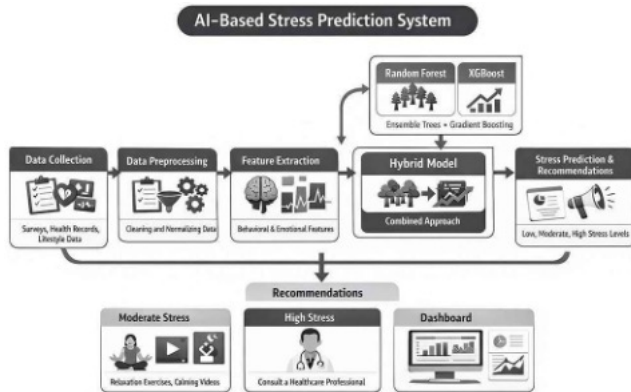 AI-Based Stress Prediction System
Random Forest
XGBoost
Ensemble Trees + Gradient Boosting
Data Collection
Surveys, Health Records,
Lifestyle Data
Data Preprocessing
Cleaning and Normalizing Data
Feature Extraction
Behavioral & Emotional Features
Hybrid Model
Combined Approach
Stress Prediction &
Recommendations
Low, Moderate, High Stress Levels
Recommendations
Moderate Stress
Relaxation Exercises, Calming Videos
High Stress
Consult a Healthcare Professional
Dashboard